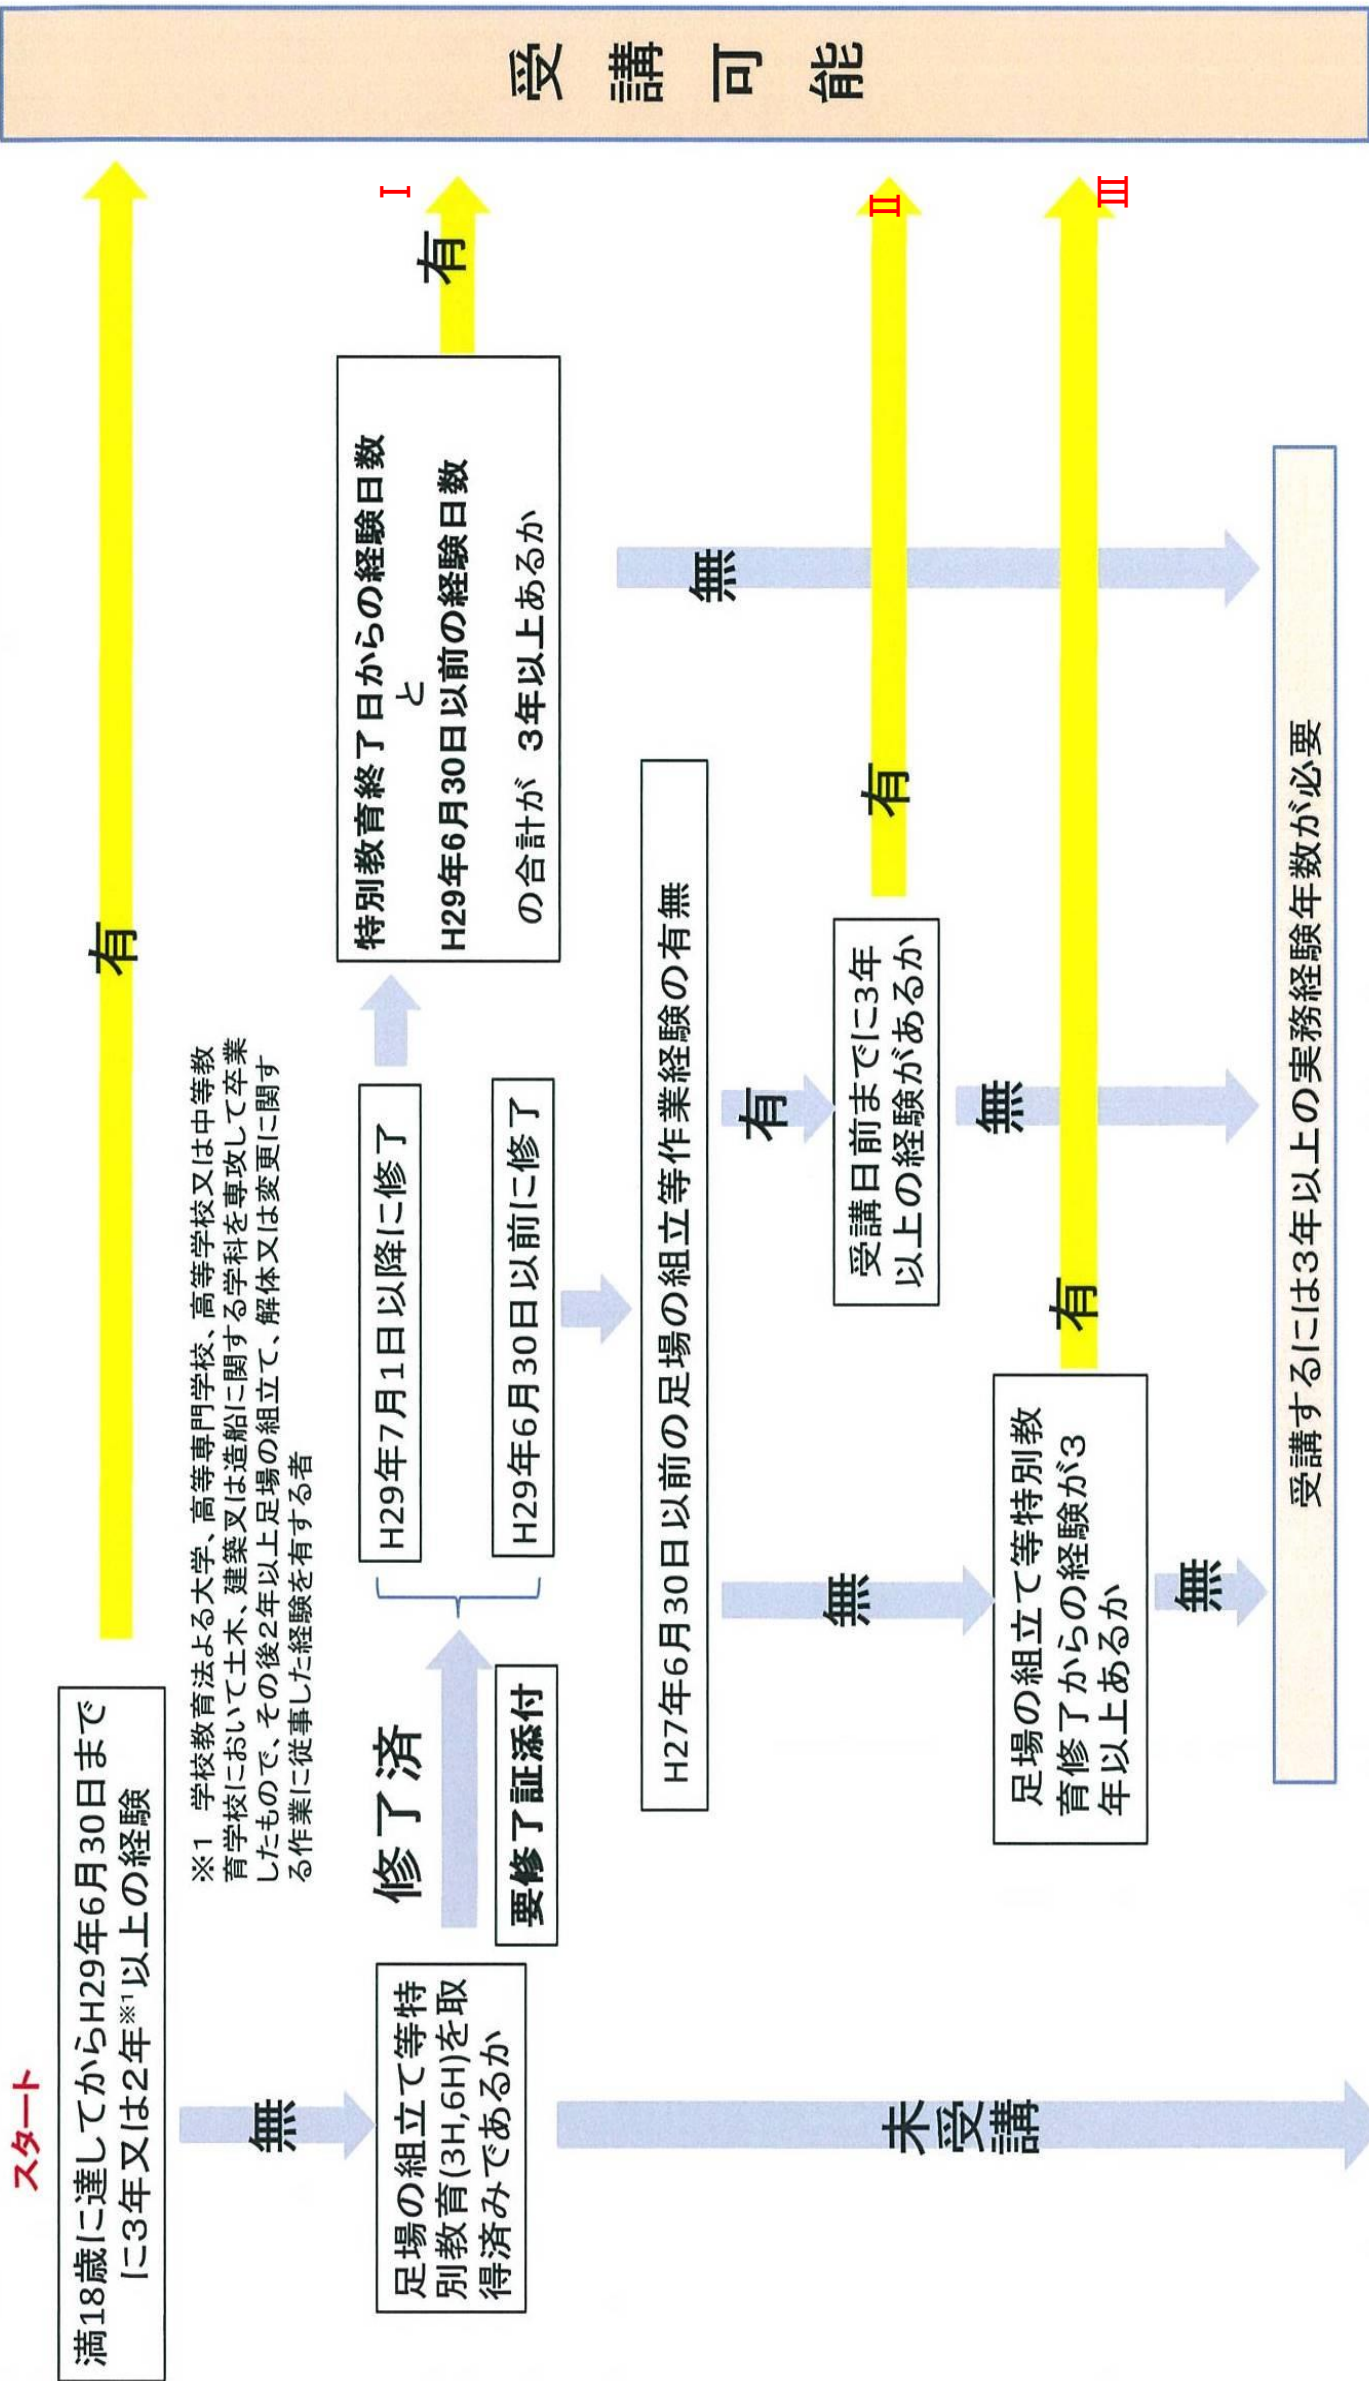 スタート
満18歳に達してからH29年6月30日まで
に3年又は2年※1以上の経験
有
受講可能
※1 学校教育法よる大学、高等専門学校、高等学校又は中等教
育学校において土木、建築又は造船に関する学科を専攻して卒業
したもので、その後2年以上足場の組立て、解体又は変更に関す
る作業に従事した経験を有する者
無
足場の組立て等特
別教育(3H,6H)を取
得済みであるか
修了済
要修了証添付
H29年7月1日以降に修了
H29年6月30日以前に修了
特別教育終了日からの経験日数
と
H29年6月30日以前の経験日数
の合計が 3年以上あるか
有
I
無
H27年6月30日以前の足場の組立等作業経験の有無
有
受講日前までに3年
以上の経験があるか
有
II
無
無
足場の組立て等特別教
育修了からの経験が3
年以上あるか
有
III
無
未受講
受講するには3年以上の実務経験年数が必要